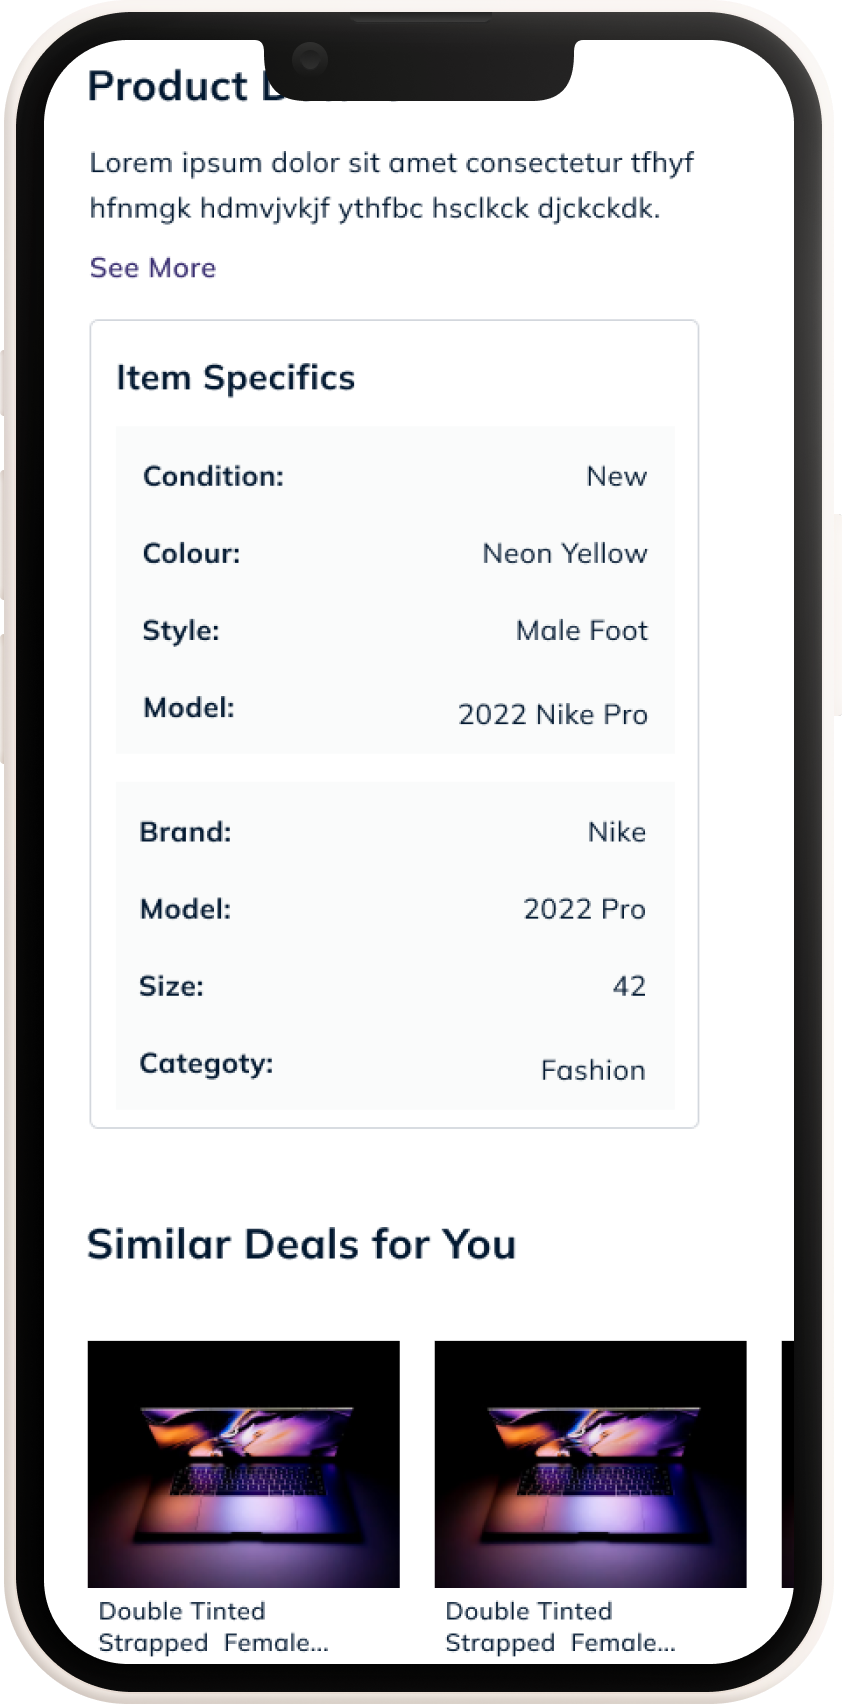 Product
Lorem ipsum dolor sit amet consectetur tfhyf
hfnmgk hdmvjvkjf ythfbc hsclkck djckckdk.
See More
Item Specifics
Condition: New
Colour: Neon Yellow
Style: Male Foot
Model: 2022 Nike Pro
Brand: Nike
Model: 2022 Pro
Size: 42
Categoty: Fashion
Similar Deals for You
Double Tinted Double Tinted
Strapped Female... Strapped Female...